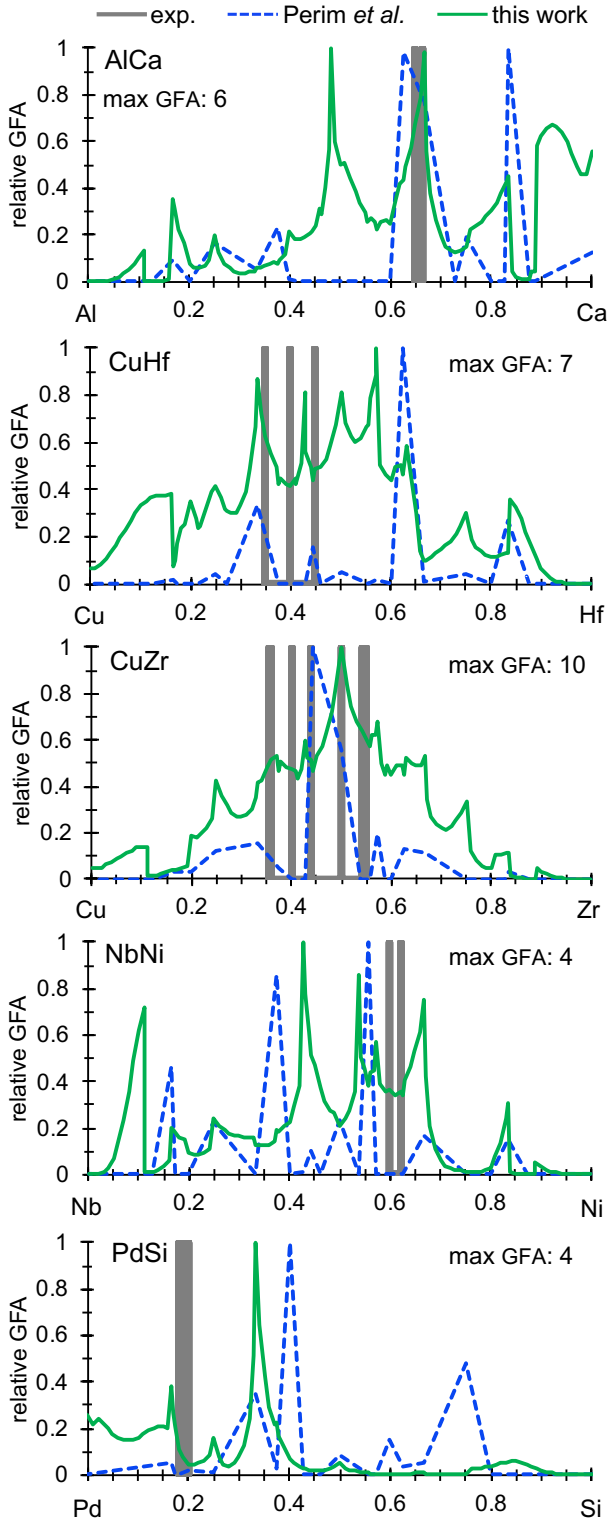 exp. Perim et al. this work
AlCa
max GFA: 6
relative GFA
1
0.8
0.6
0.4
0.2
0
Al 0.2 0.4 0.6 0.8 Ca
CuHf
max GFA: 7
relative GFA
1
0.8
0.6
0.4
0.2
0
Cu 0.2 0.4 0.6 0.8 Hf
CuZr
max GFA: 10
relative GFA
1
0.8
0.6
0.4
0.2
0
Cu 0.2 0.4 0.6 0.8 Zr
NbNi
max GFA: 4
relative GFA
1
0.8
0.6
0.4
0.2
0
Nb 0.2 0.4 0.6 0.8 Ni
PdSi
max GFA: 4
relative GFA
1
0.8
0.6
0.4
0.2
0
Pd 0.2 0.4 0.6 0.8 Si